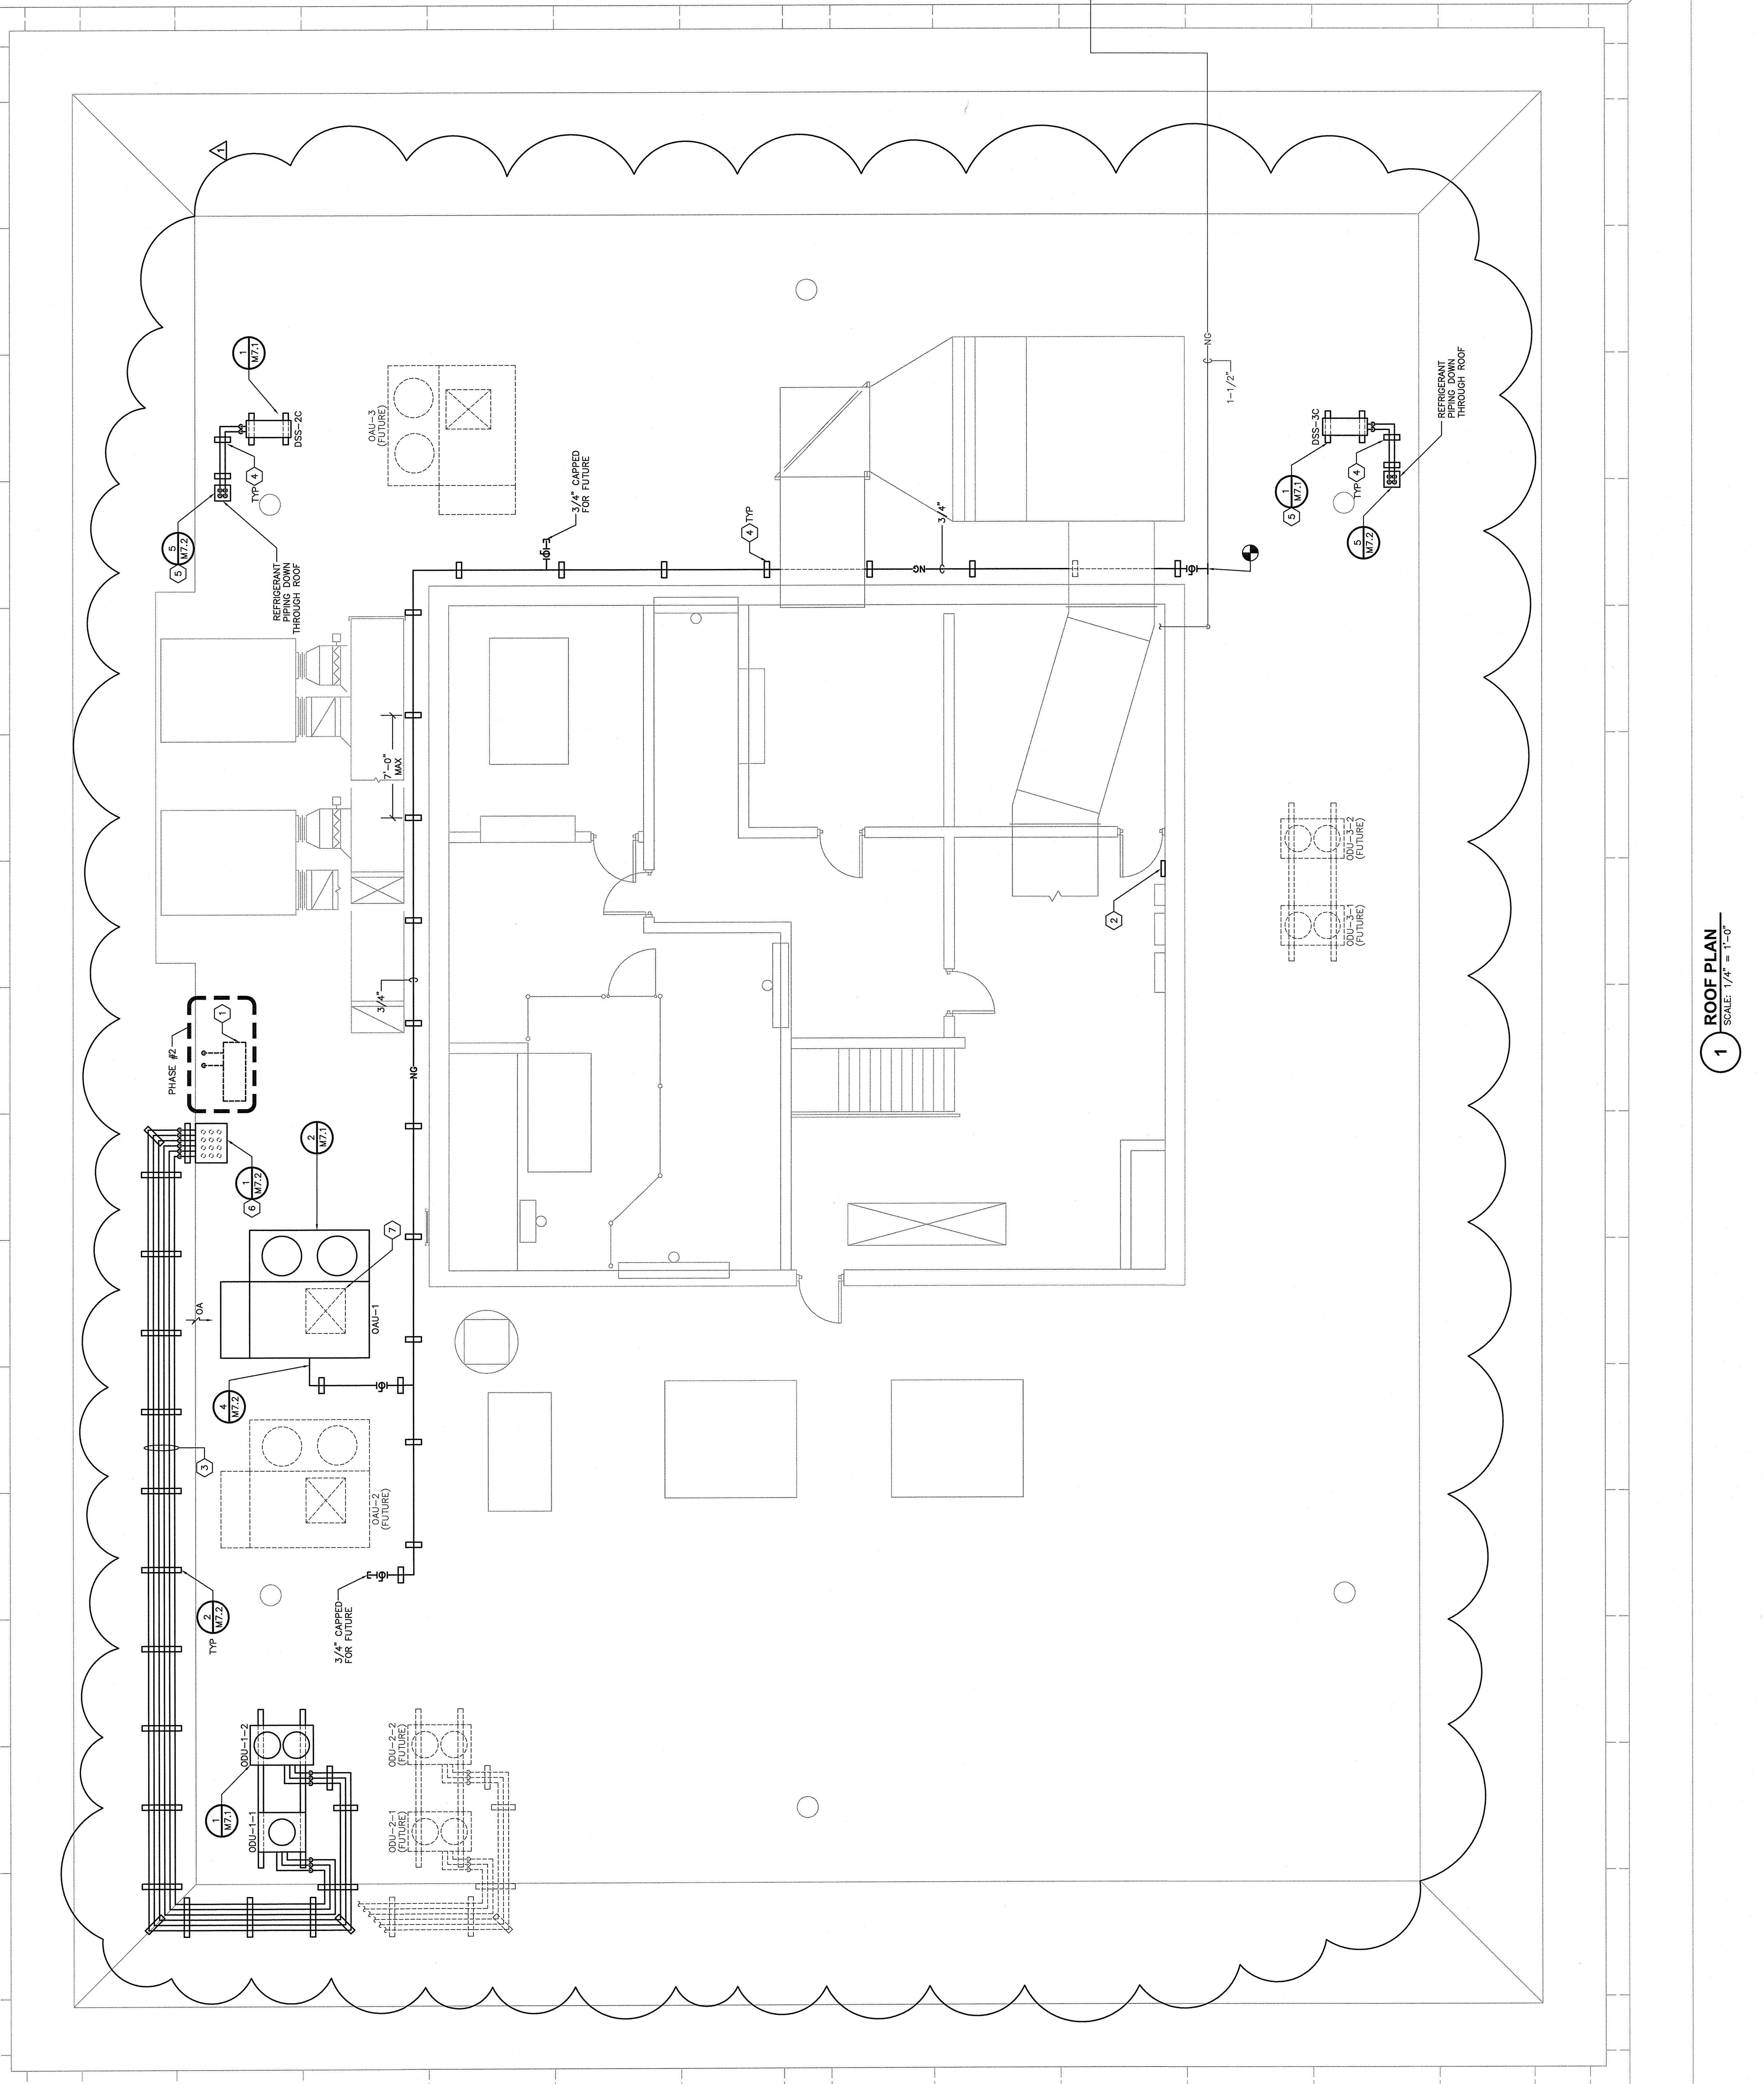 1
1
M7.1
DSS-2C
TYP
4
5
M7.2
5
REFRIGERANT
PIPING DOWN
THROUGH ROOF
OAU-3
(FUTURE)
3/4" CAPPED
FOR FUTURE
4
TYP
NG
3/4"
NG
1-1/2"
DSS-3C
1
M7.1
5
TYP
4
5
M7.2
REFRIGERANT
PIPING DOWN
THROUGH ROOF
7'-0"
MAX
3/4"
NG
2
ODU-3-2
(FUTURE)
ODU-3-1
(FUTURE)
PHASE #2
1
1
M7.2
6
2
M7.1
7
OA
OAU-1
4
M7.2
3
OAU-2
(FUTURE)
2
M7.2
TYP
3/4" CAPPED
FOR FUTURE
ODU-1-2
1
M7.1
ODU-1-1
ODU-2-2
(FUTURE)
ODU-2-1
(FUTURE)
1
ROOF PLAN
SCALE: 1/4" = 1'-0"